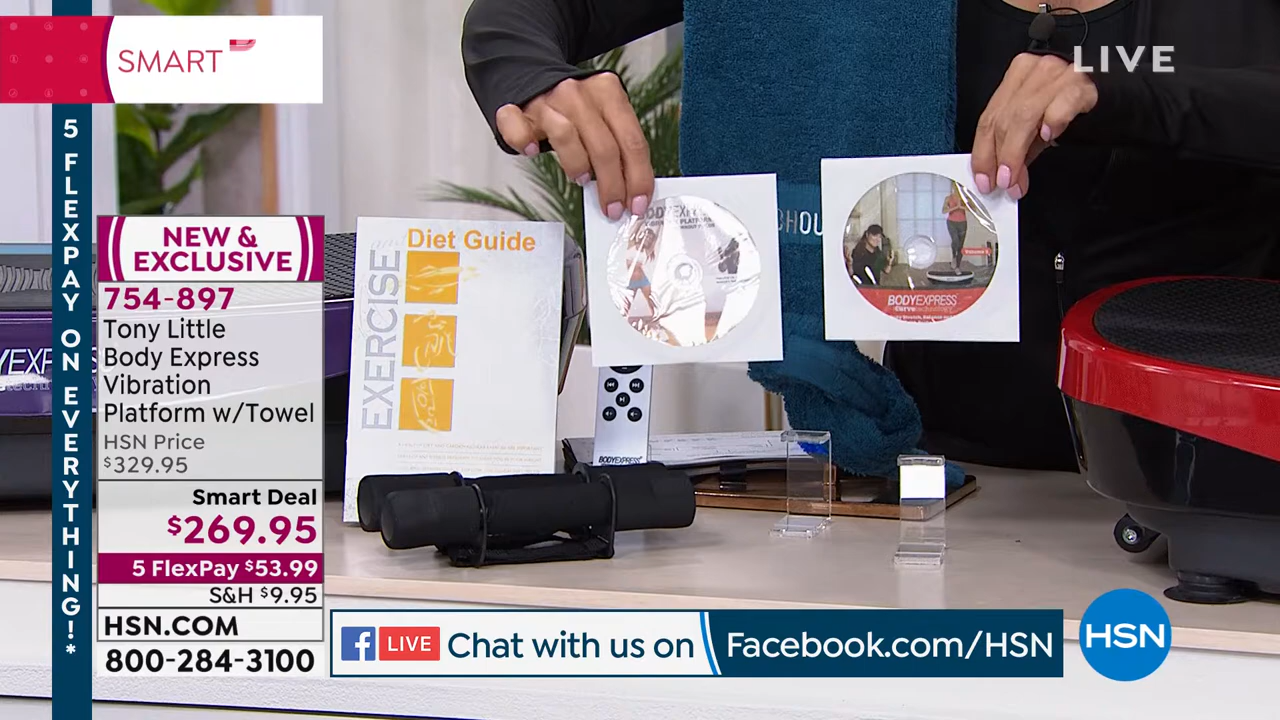 SMART
LIVE
5 FLEXPAY ON EVERYTHING!*
NEW &
EXCLUSIVE
754-897
Tony Little
Body Express
Vibration
Platform w/Towel
HSN Price
$329.95
Smart Deal
$269.95
5 FlexPay $53.99
S&H $9.95
HSN.COM
800-284-3100
Diet Guide
EXERCISE
BODYEXPRESS
BODYEXPRESS
LIVE
Chat with us on
Facebook.com/HSN
HSN